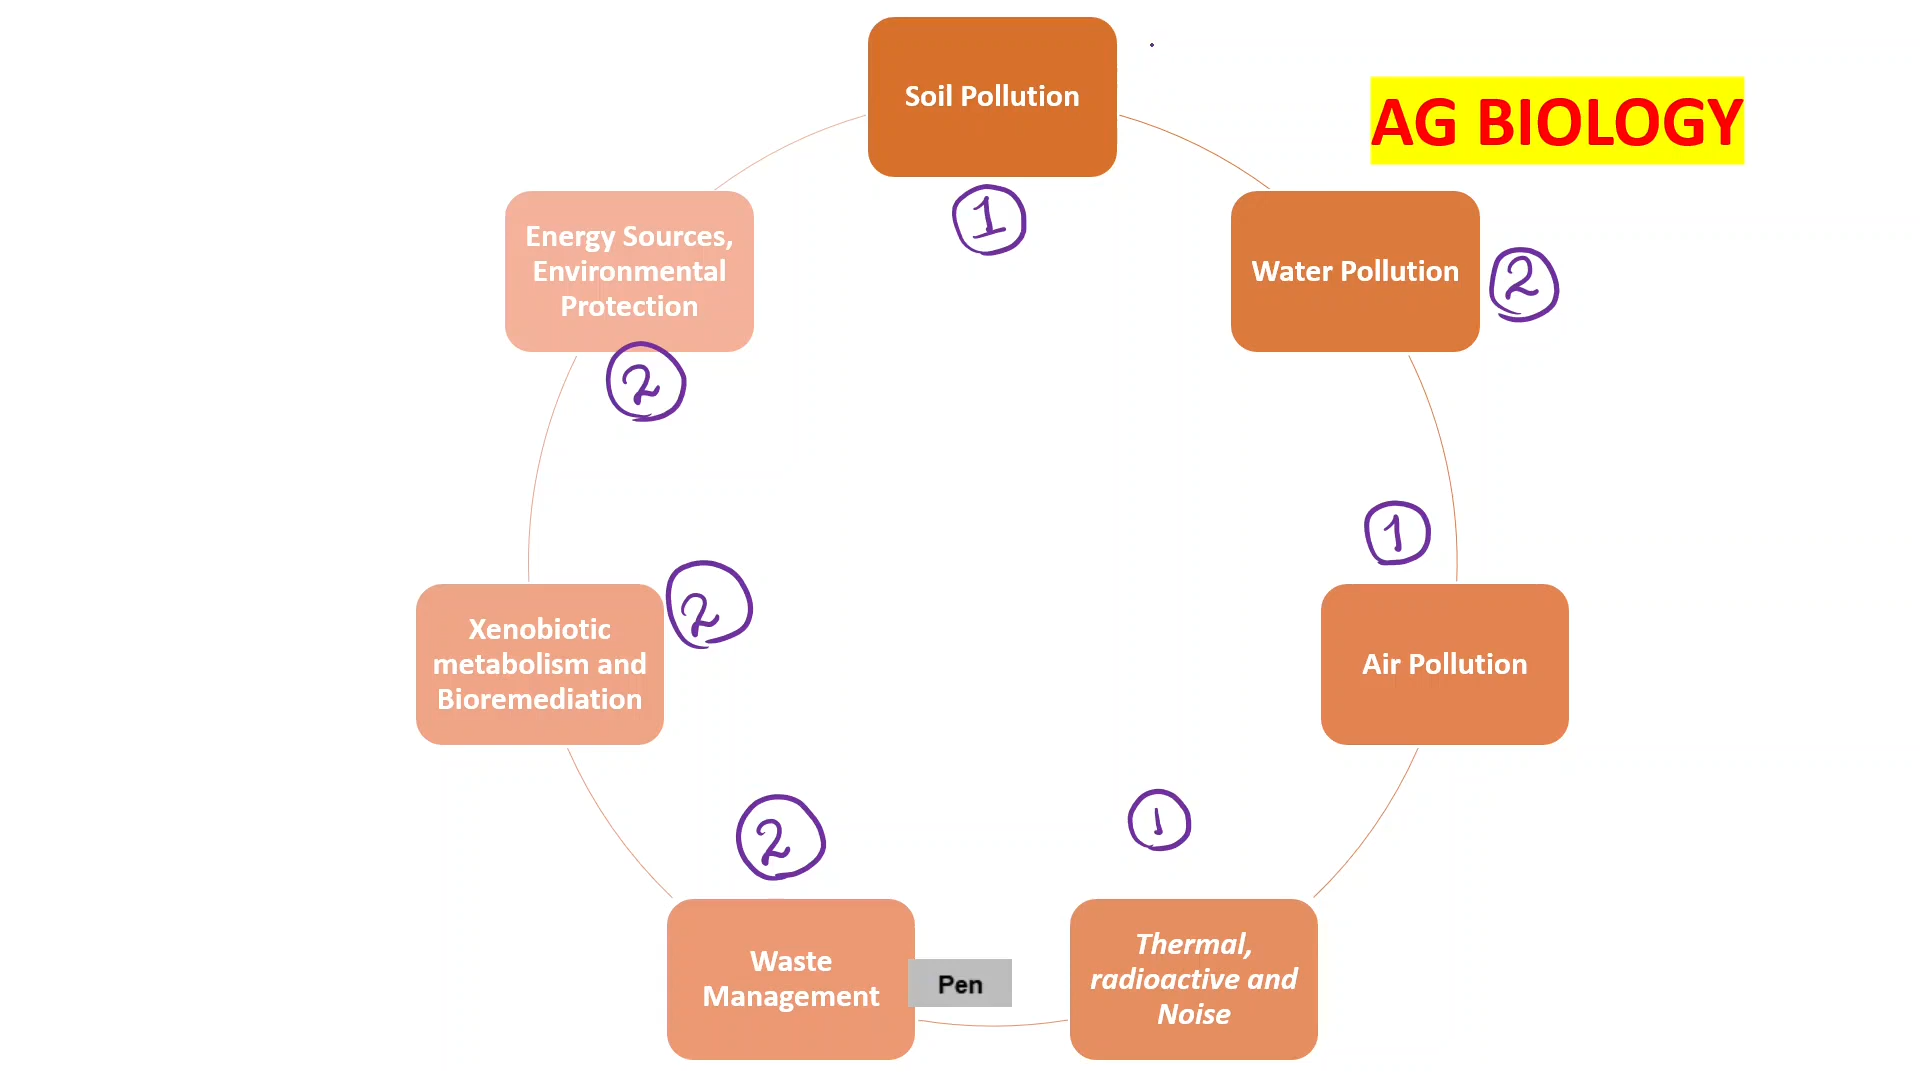 Soil Pollution
AG BIOLOGY
1
Energy Sources,
Environmental
Protection
2
Water Pollution
2
1
Air Pollution
Xenobiotic
metabolism and
Bioremediation
2
2
1
Waste
Management
Pen
Thermal,
radioactive and
Noise